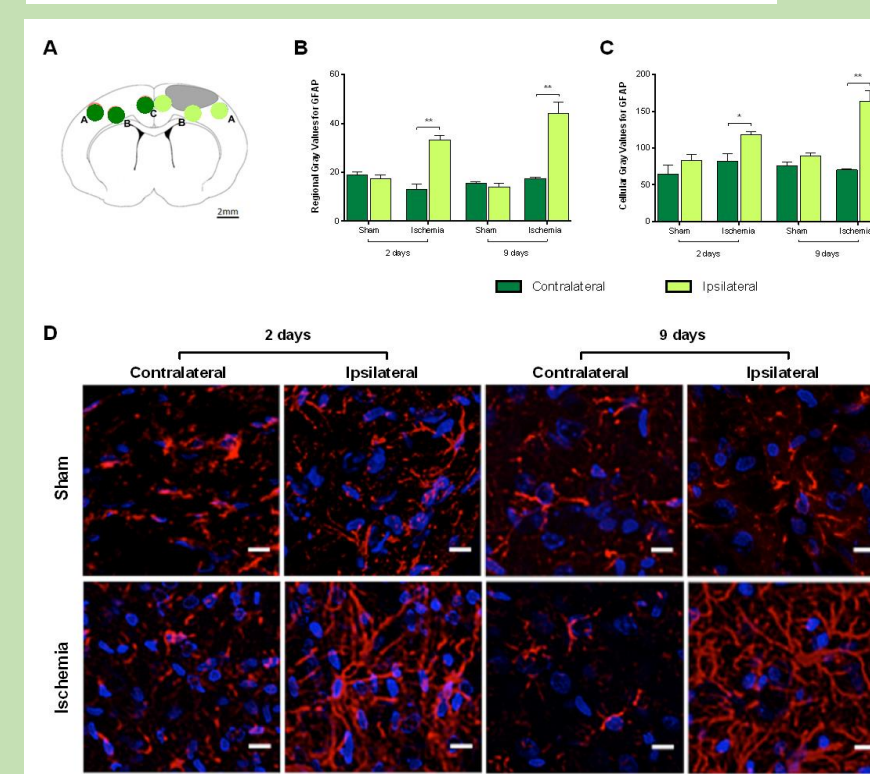 A
A
B
C
B
A
2mm
B
Regional Gray Values for GFAP
60
40
20
0
**
**
Sham
Ischemia
Sham
Ischemia
2 days
9 days
C
Cellular Gray Values for GFAP
200
150
100
50
0
*
**
Sham
Ischemia
Sham
Ischemia
2 days
9 days
Contralateral
Ipsilateral
D
2 days
9 days
Contralateral
Ipsilateral
Contralateral
Ipsilateral
Sham
Ischemia